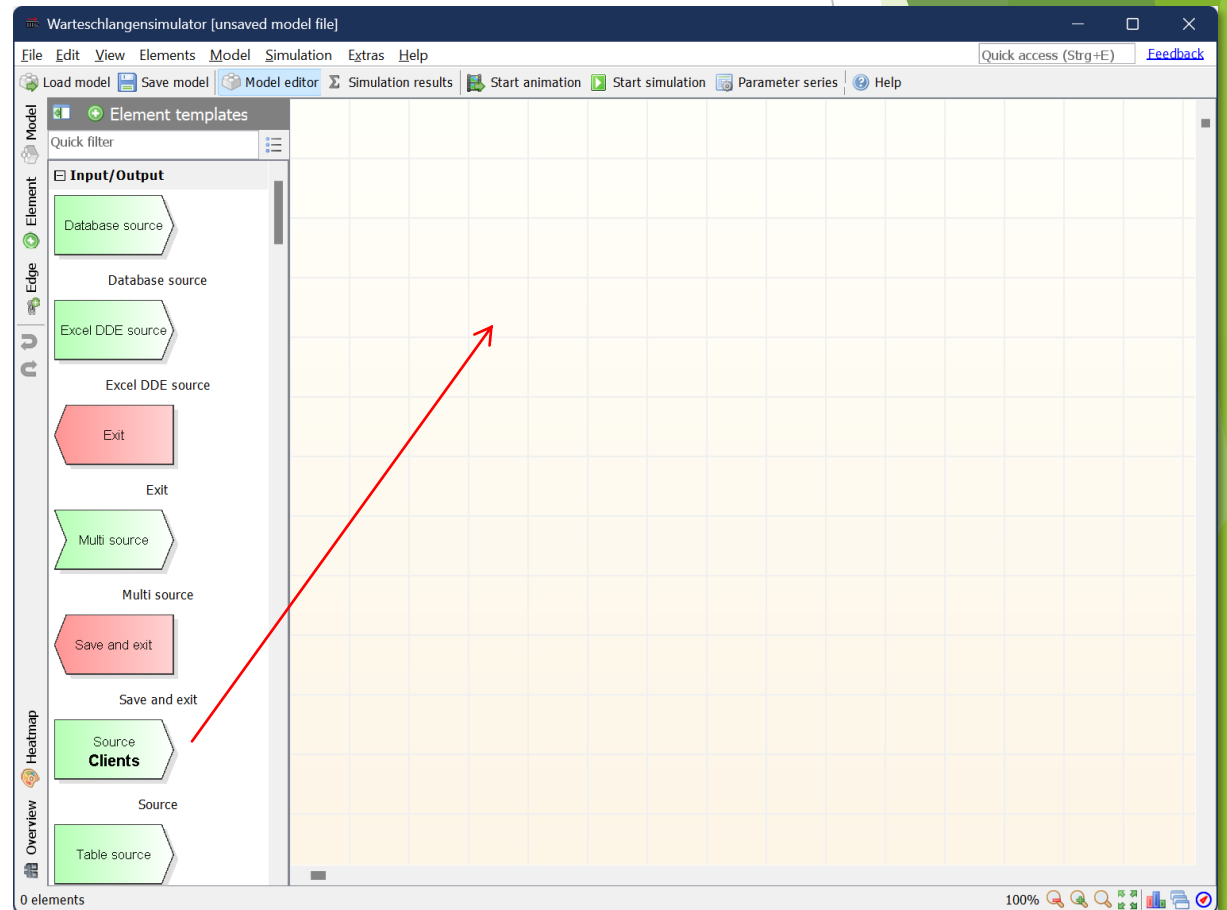 Warteschlangensimulator [unsaved model file]
File Edit View Elements Model Simulation Extras Help
Quick access (Strg+E) Feedback
Load model Save model Model editor Σ Simulation results Start animation Start simulation Parameter series Help
Model
Element
Edge
Heatmap
Overview
Element templates
Quick filter
Input/Output
Database source
Database source
Excel DDE source
Excel DDE source
Exit
Exit
Multi source
Multi source
Save and exit
Save and exit
Source
Clients
Source
Table source
0 elements
100%